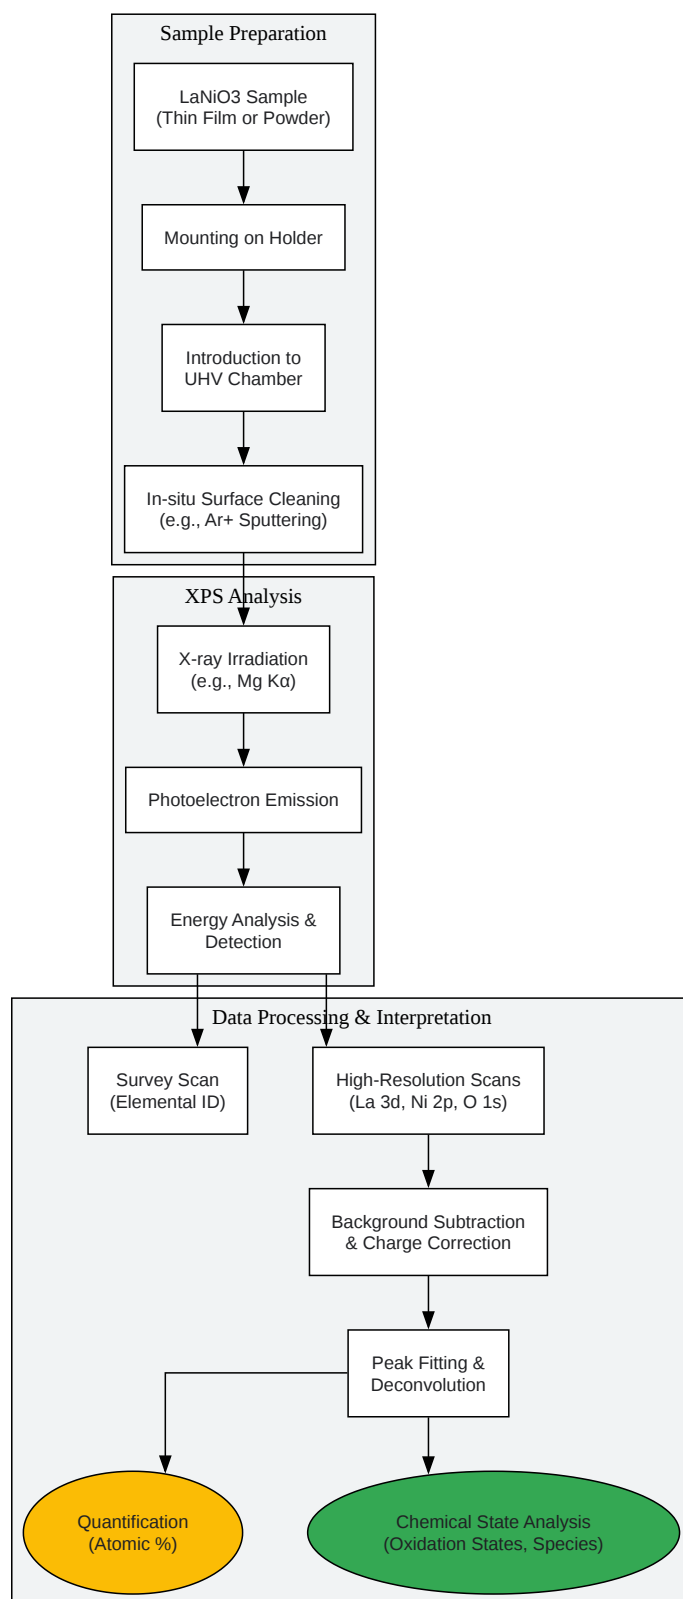 Sample Preparation
LaNiO3 Sample
(Thin Film or Powder)
Mounting on Holder
Introduction to
UHV Chamber
In-situ Surface Cleaning
(e.g., Ar+ Sputtering)
XPS Analysis
X-ray Irradiation
(e.g., Mg Kα)
Photoelectron Emission
Energy Analysis &
Detection
Data Processing & Interpretation
Survey Scan
(Elemental ID)
High-Resolution Scans
(La 3d, Ni 2p, O 1s)
Background Subtraction
& Charge Correction
Peak Fitting &
Deconvolution
Quantification
(Atomic %)
Chemical State Analysis
(Oxidation States, Species)